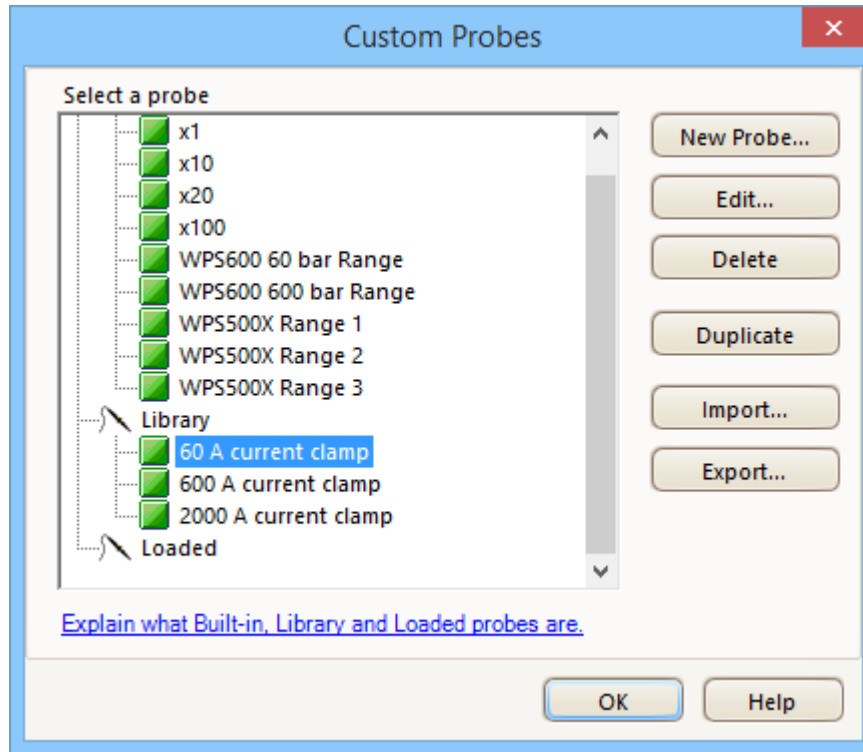 Custom Probes
Select a probe
x1
x10
x20
x100
WPS600 60 bar Range
WPS600 600 bar Range
WPS500X Range 1
WPS500X Range 2
WPS500X Range 3
Library
60 A current clamp
600 A current clamp
2000 A current clamp
Loaded
Explain what Built-in, Library and Loaded probes are.
New Probe...
Edit...
Delete
Duplicate
Import...
Export...
OK
Help